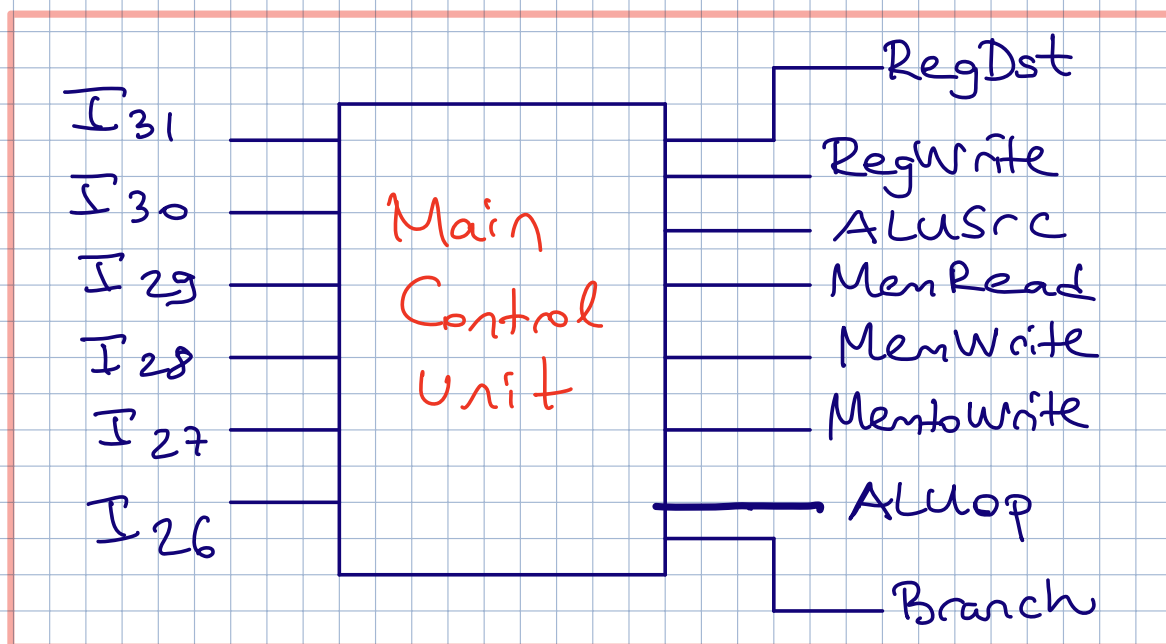 I31
I30
I29
I28
I27
I26
Main
Control
Unit
RegDst
RegWrite
ALUSrc
MemRead
MemWrite
MemtoWrite
ALUop
Branch